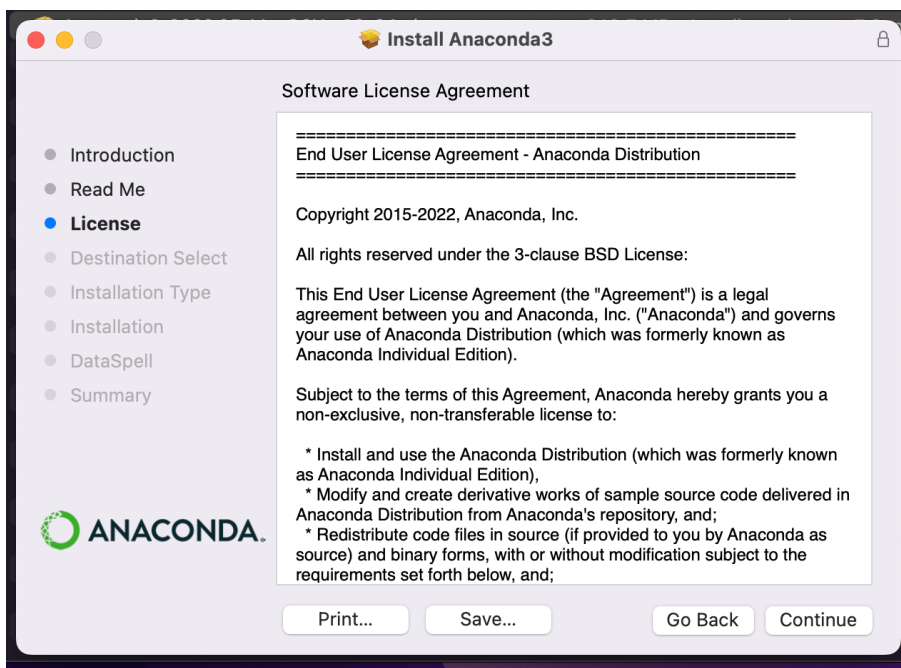 Install Anaconda3
Software License Agreement
Introduction
Read Me
License
Destination Select
Installation Type
Installation
DataSpell
Summary
ANACONDA.
==================================================
End User License Agreement - Anaconda Distribution
==================================================
Copyright 2015-2022, Anaconda, Inc.
All rights reserved under the 3-clause BSD License:
This End User License Agreement (the "Agreement") is a legal
agreement between you and Anaconda, Inc. ("Anaconda") and governs
your use of Anaconda Distribution (which was formerly known as
Anaconda Individual Edition).
Subject to the terms of this Agreement, Anaconda hereby grants you a
non-exclusive, non-transferable license to:
* Install and use the Anaconda Distribution (which was formerly known
as Anaconda Individual Edition),
* Modify and create derivative works of sample source code delivered in
Anaconda Distribution from Anaconda's repository, and;
* Redistribute code files in source (if provided to you by Anaconda as
source) and binary forms, with or without modification subject to the
requirements set forth below, and;
Print...
Save...
Go Back
Continue